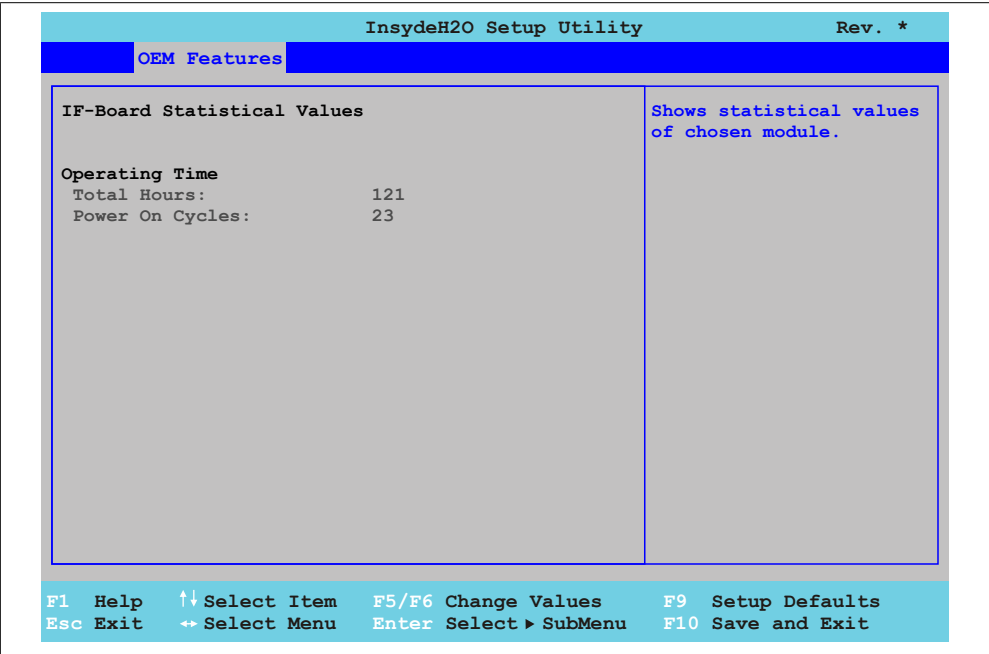 InsydeH2O Setup Utility Rev. *
OEM Features
IF-Board Statistical Values
Operating Time
Total Hours: 121
Power On Cycles: 23
Shows statistical values
of chosen module.
F1 Help ↑↓ Select Item F5/F6 Change Values F9 Setup Defaults
Esc Exit ↔ Select Menu Enter Select ▸ SubMenu F10 Save and Exit